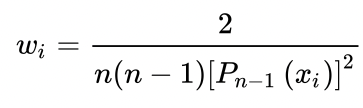 w_i = \frac{2}{n(n-1)[P_{n-1}(x_i)]^2}